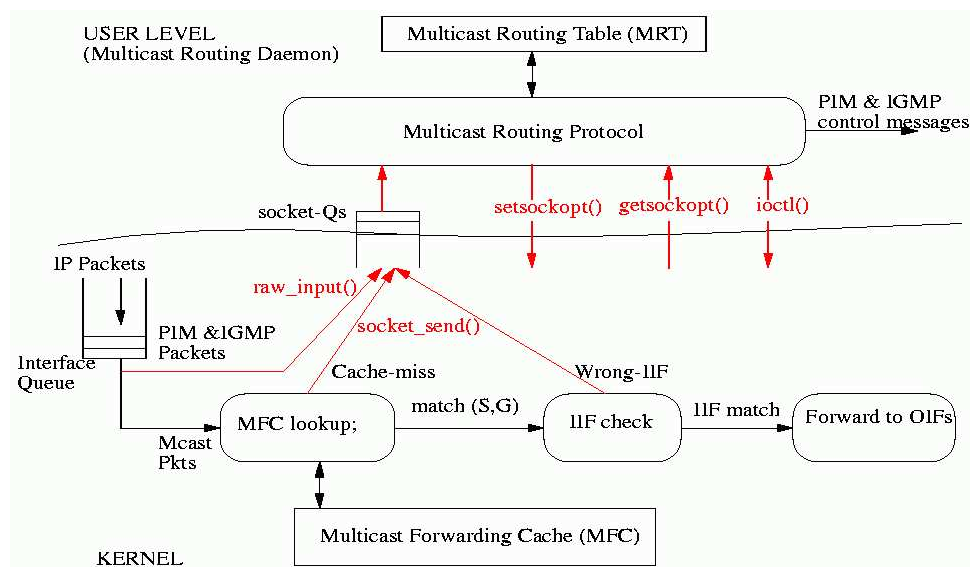 USER LEVEL
(Multicast Routing Daemon)
Multicast Routing Table (MRT)
Multicast Routing Protocol
PIM & IGMP
control messages
socket-Qs
setsockopt()
getsockopt()
ioctl()
IP Packets
raw_input()
socket_send()
PIM &IGMP
Packets
Interface
Queue
Cache-miss
Wrong-IIF
MFC lookup;
match (S,G)
IIF check
IIF match
Forward to OIFs
Mcast
Pkts
Multicast Forwarding Cache (MFC)
KERNEL